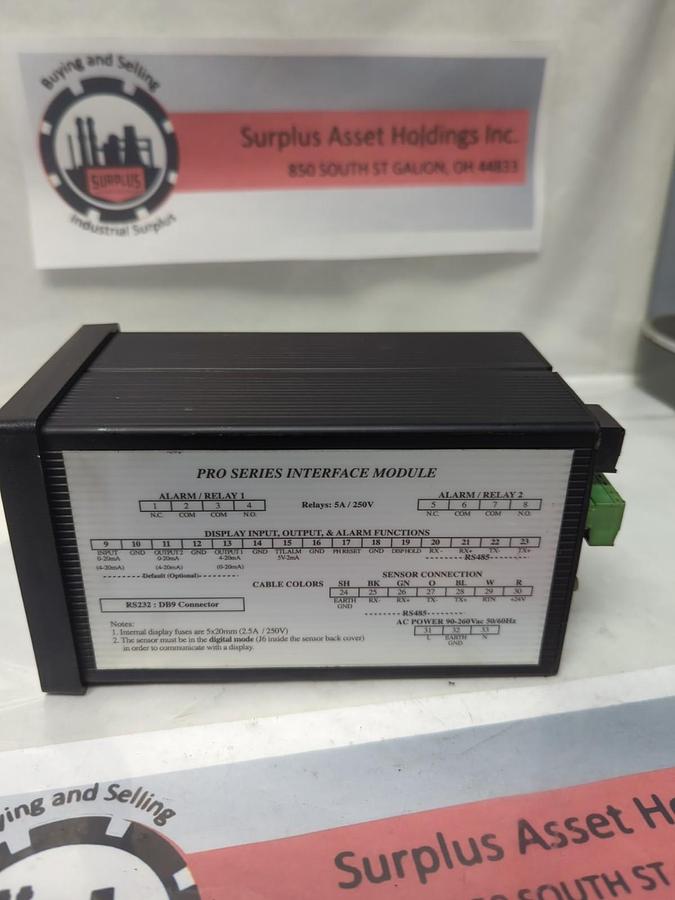 Buying and Selling
SURPLUS
Industrial Surplus
Surplus Asset Holdings Inc.
850 SOUTH ST GALION, OH 44833
PRO SERIES INTERFACE MODULE
ALARM / RELAY 1
1 2 3 4
N.C. COM COM N.O.
Relays: 5A / 250V
ALARM / RELAY 2
5 6 7 8
N.C. COM COM N.O.
DISPLAY INPUT, OUTPUT, & ALARM FUNCTIONS
9 10 11 12 13 14 15 16 17 18 19 20 21 22 23
INPUT GND OUTPUT 2 GND OUTPUT 1 GND TTL ALM GND PH RESET GND DISP HOLD RX- RX+ TX- TX+
0-20mA 0-20mA 4-20mA 5V2mA RS485
(4-20mA) (4-20mA) (0-20mA)
Default (Optional)
SENSOR CONNECTION
CABLE COLORS SH BK GN O BL W R
24 25 26 27 28 29 30
EARTH GND RX- RX+ TX- TX+ RTN +24V
RS485
RS232 : DB9 Connector
AC POWER 90-260Vac 50/60Hz
31 32 33
L EARTH GND N
Notes:
1. Internal display fuses are 5x20mm (2.5A / 250V)
2. The sensor must be in the digital mode (J6 inside the sensor back cover)
in order to communicate with a display.
ying and Selling
Surplus Asset H
SOUTH ST